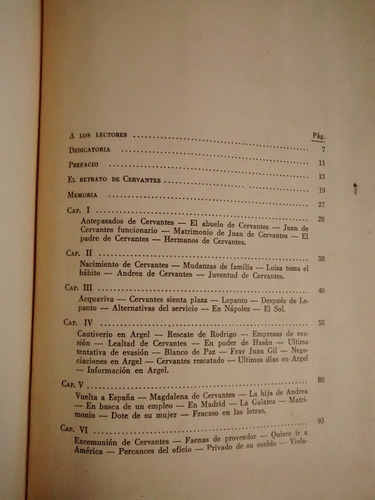 Pág.
A LOS LECTORES ........ 7
DEDICATORIA ........ 11
PREFACIO ........ 13
EL RETRATO DE CERVANTES ........ 19
MEMORIA ........ 27
CAP. I ........ 28
Antepasados de Cervantes — El abuelo de Cervantes — Juan de
Cervantes funcionario — Matrimonio de Juan de Cervantes — El
padre de Cervantes — Hermanos de Cervantes.
CAP. II ........ 38
Nacimiento de Cervantes — Mudanzas de familia — Loisa toma el
hábito — Andrea de Cervantes — Juventud de Cervantes.
CAP. III ........ 46
Acquaviva — Cervantes sienta plaza — Lepanto — Después de Le-
panto — Alternativas del servicio — En Nápoles — El Sol.
CAP. IV ........ 58
Cautiverio en Argel — Rescate de Rodrigo — Empresas de eva-
sión — Lealtad de Cervantes — En poder de Hasán — Ultima
tentativa de evasión — Blanco de Paz — Fray Juan Gil — Nego-
ciaciones en Argel — Cervantes rescatado — Ultimos días en Argel
— Información en Argel.
CAP. V ........ 80
Vuelta a España — Magdalena de Cervantes — La hija de Andrea
— En busca de un empleo — En Madrid — La Galatea — Matri-
monio — Dote de su mujer — Fracaso en las letras.
CAP. VI ........ 93
Excomunión de Cervantes — Faenas de proveedor — Quiere ir a
América — Percances del oficio — Privado de su sueldo — Viola-